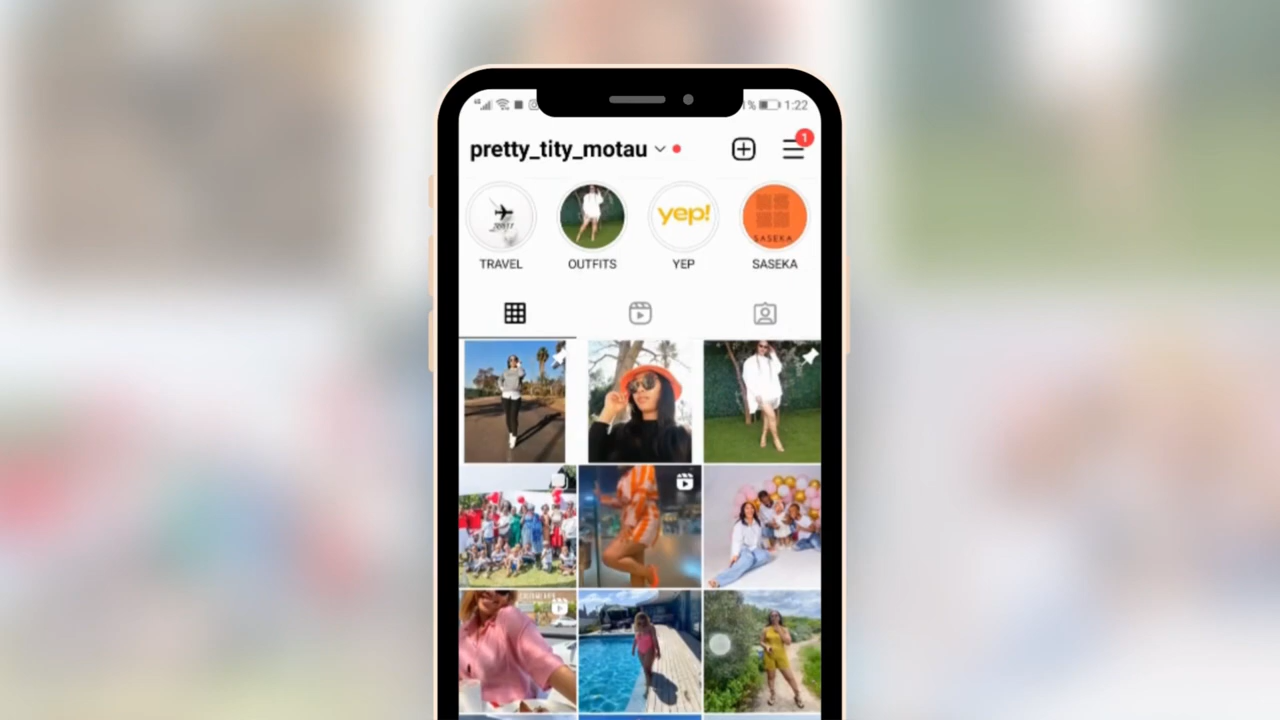 1:22
pretty_tity_motau
1
yep!
SASEKA
TRAVEL
OUTFITS
YEP
SASEKA